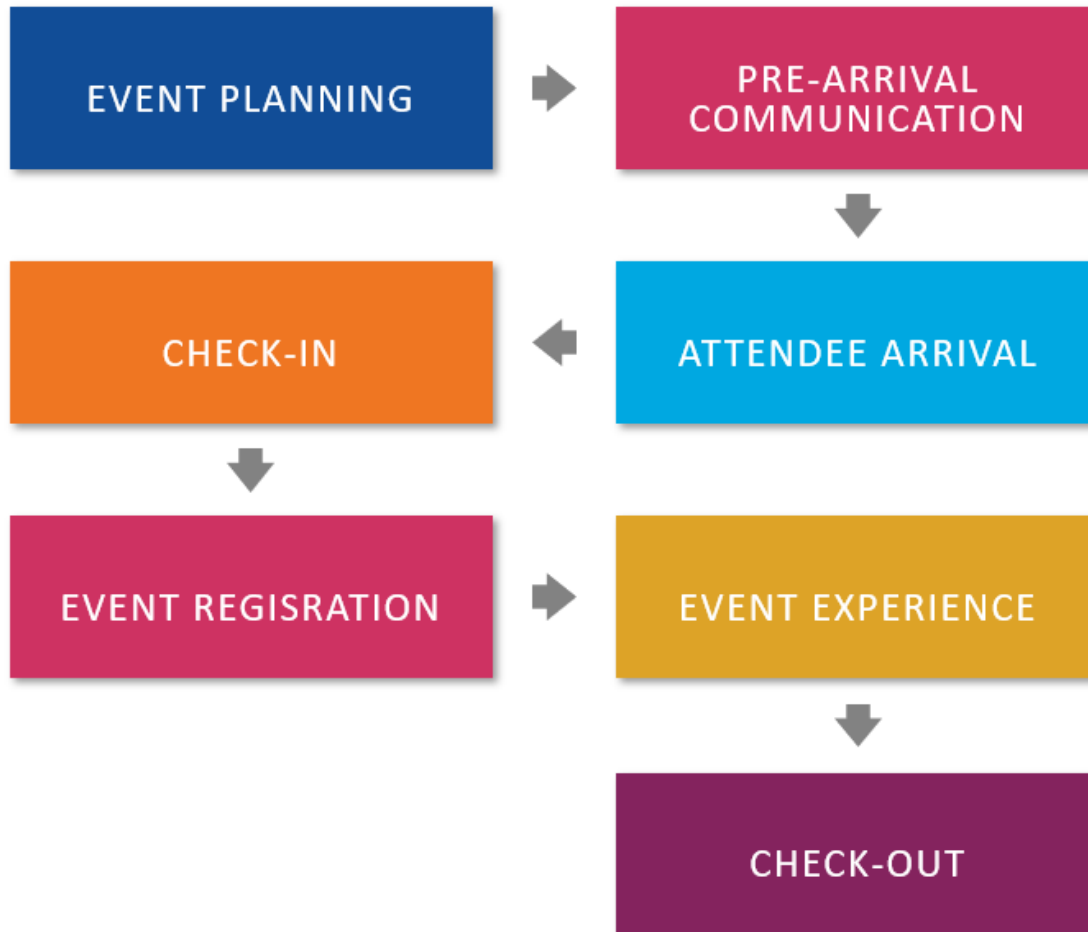 EVENT PLANNING
PRE-ARRIVAL
COMMUNICATION
ATTENDEE ARRIVAL
CHECK-IN
EVENT REGISRATION
EVENT EXPERIENCE
CHECK-OUT